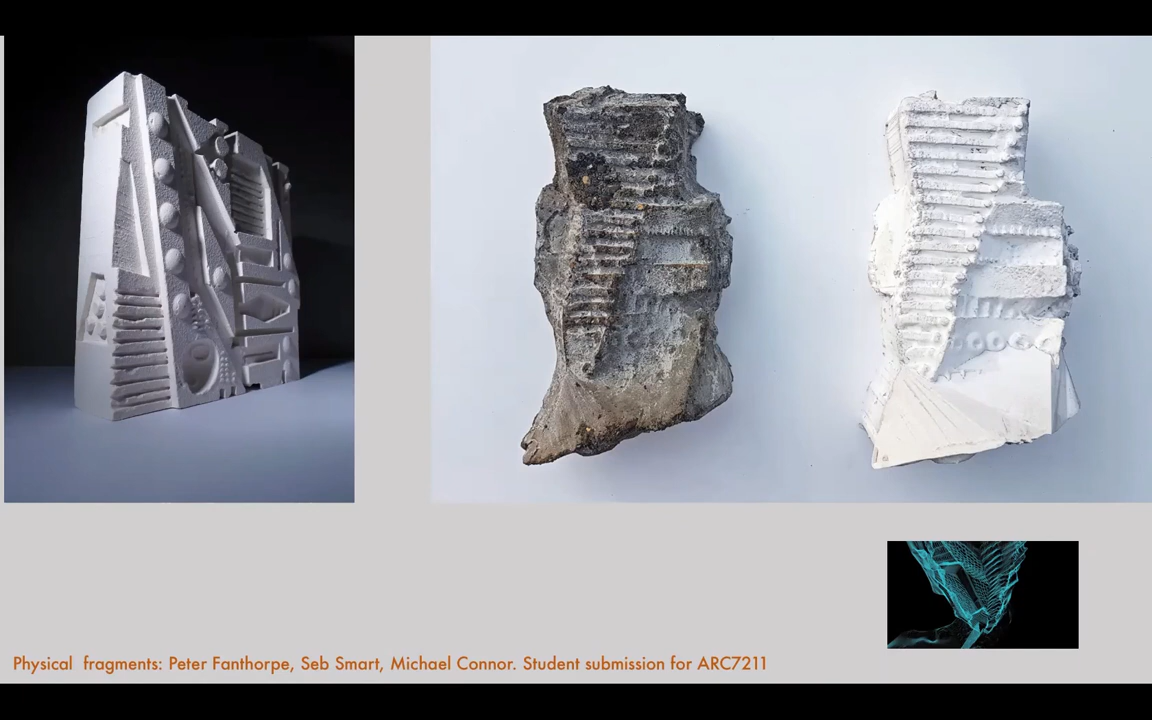 Physical  fragments: Peter Fanthorpe, Seb Smart, Michael Connor. Student submission for ARC7211